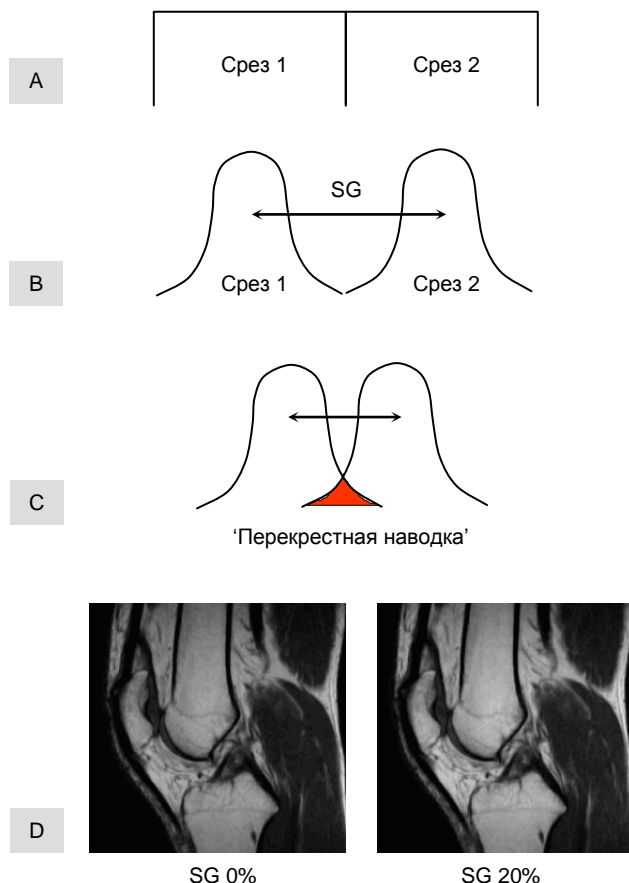 A
Срез 1 Срез 2
SG
B
Срез 1 Срез 2
C
'Перекрестная наводка'
D
SG 0% SG 20%